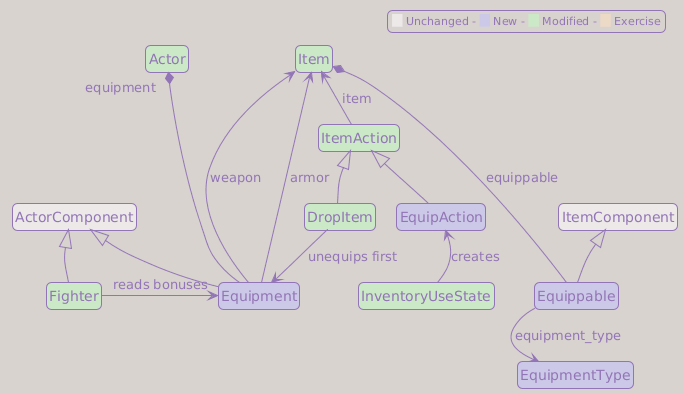 Unchanged - New - Modified - Exercise
Actor
Item
equipment
item
ItemAction
weapon
armor
equippable
ActorComponent
DropItem
EquipAction
ItemComponent
unequips first
creates
reads bonuses
Fighter
Equipment
InventoryUseState
Equippable
equipment_type
EquipmentType